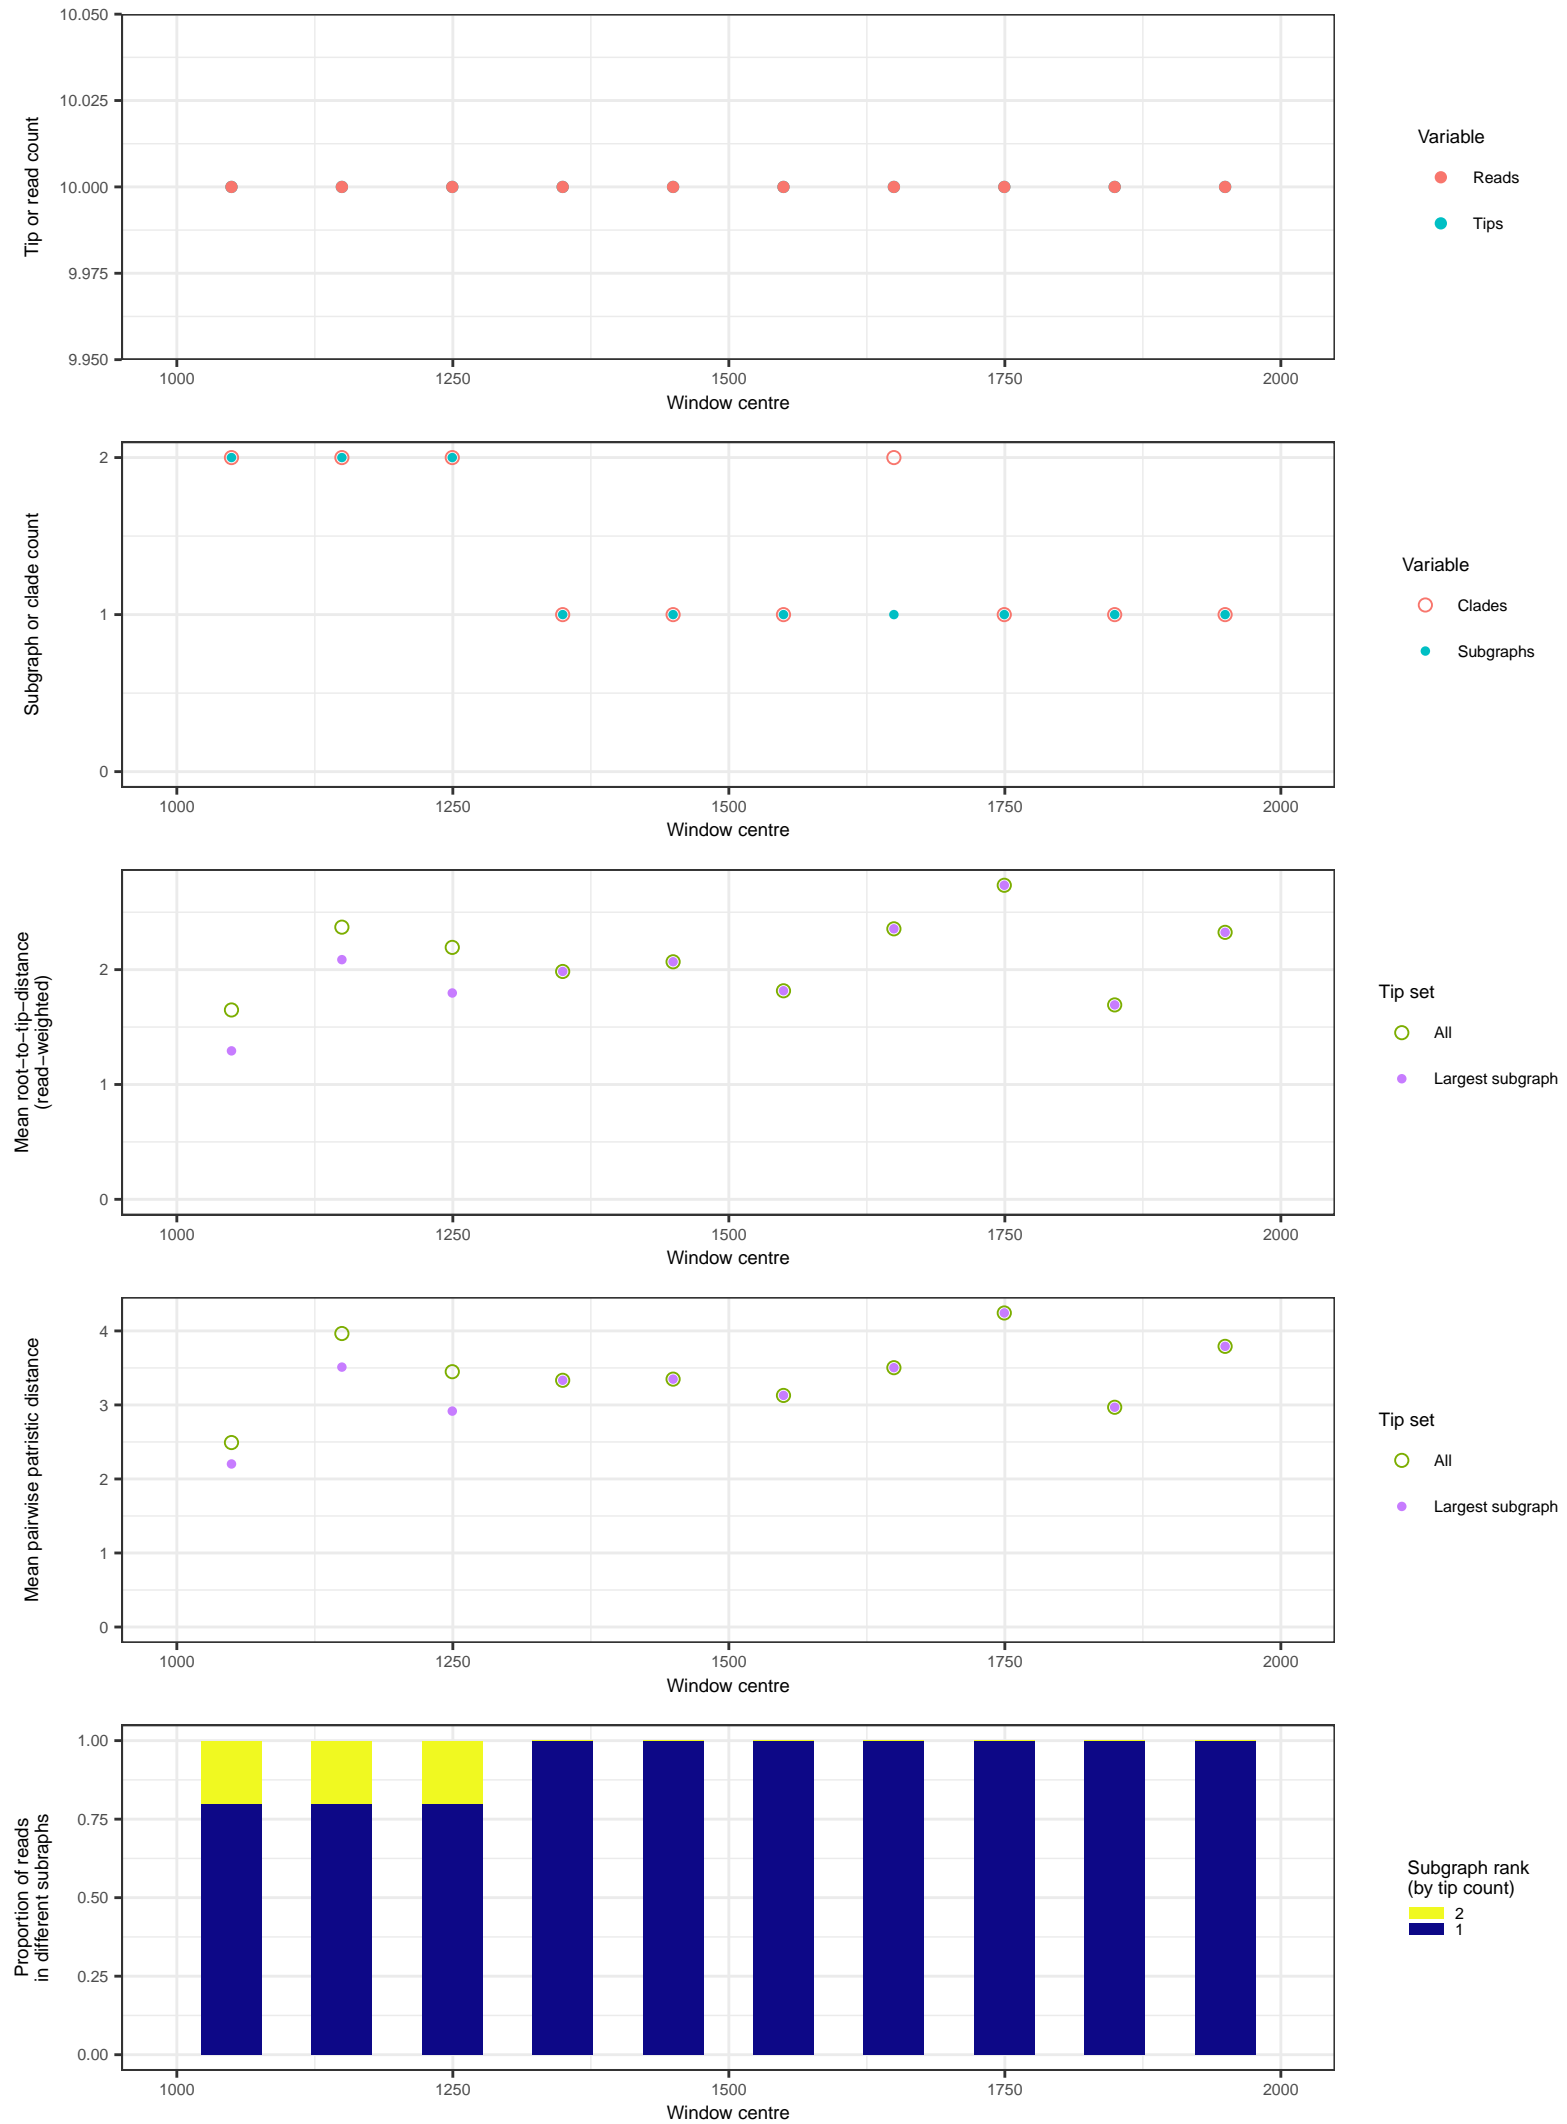 10.050
10.025
10.000
9.975
9.950
Tip or read count
1000 1250 1500 1750 2000
Window centre
Variable
Reads
Tips
2
1
0
Subgraph or clade count
1000 1250 1500 1750 2000
Window centre
Variable
Clades
Subgraphs
2
1
0
Mean root−to−tip−distance
(read−weighted)
1000 1250 1500 1750 2000
Window centre
Tip set
All
Largest subgraph
4
3
2
1
0
Mean pairwise patristic distance
1000 1250 1500 1750 2000
Window centre
Tip set
All
Largest subgraph
1.00
0.75
0.50
0.25
0.00
Proportion of reads
in different subraphs
1000 1250 1500 1750 2000
Window centre
Subgraph rank
(by tip count)
2
1